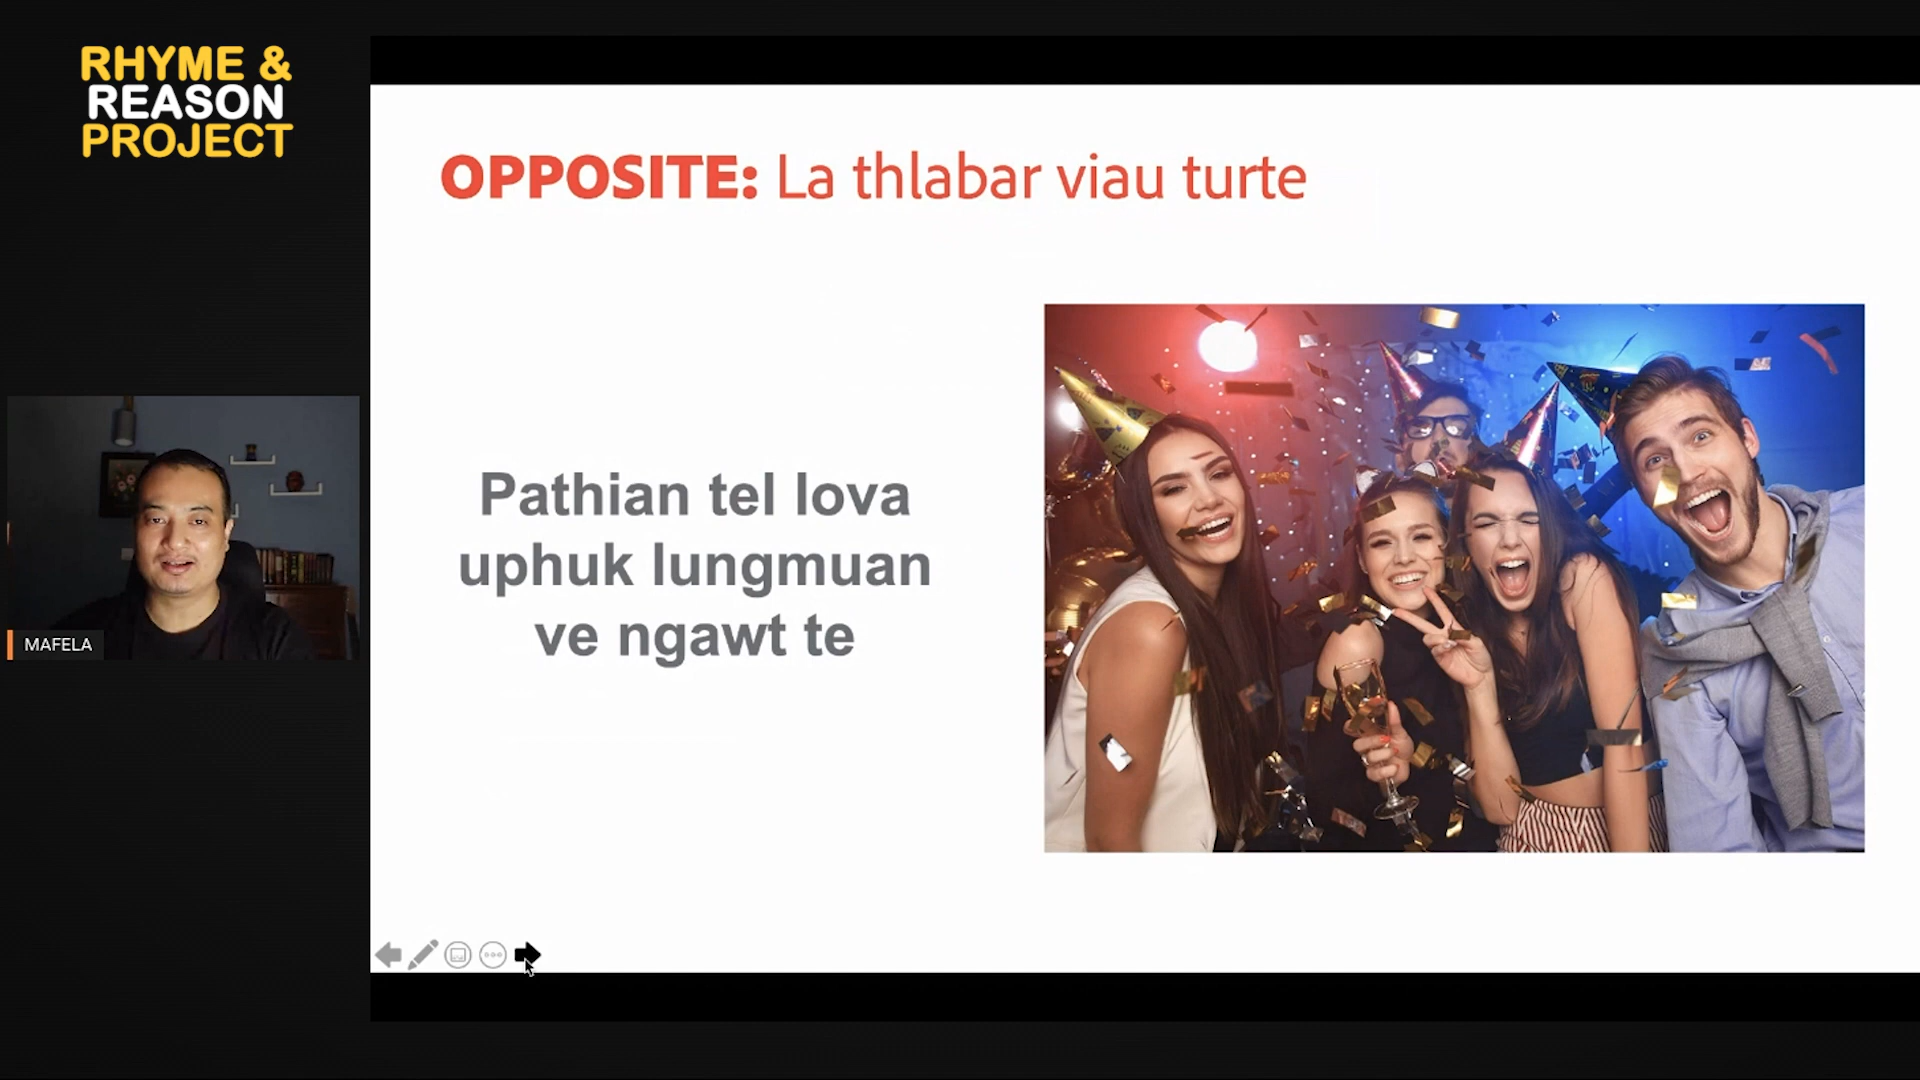 RHYME &
REASON
PROJECT
OPPOSITE: La thlabar viau turte
Pathian tel lova
uphuk lungmuan
ve ngawt te
MAFELA